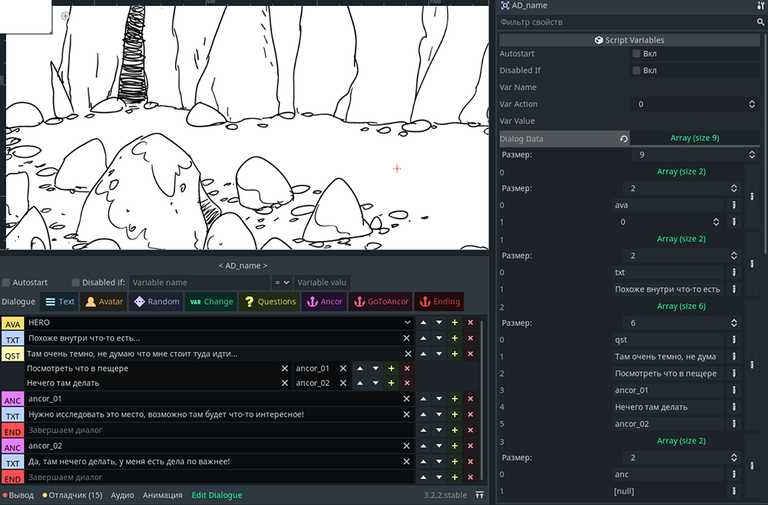 < AD_name >
Autostart
Disabled if:
Variable name
=
Variable valu
Dialogue
Text
Avatar
Random
VAR Change
Questions
Ancor
GoToAncor
Ending
AVA HERO
TXT Похоже внутри что-то есть...
QST Там очень темно, не думаю что мне стоит туда идти...
Посмотреть что в пещере ancor_01
Нечего там делать ancor_02
ANC ancor_01
TXT Нужно исследовать это место, возможно там будет что-то интересное!
END Завершаем диалог
ANC ancor_02
TXT Да, там нечего делать, у меня есть дела по важнее!
END Завершаем диалог
Вывод
Отладчик (15)
Аудио
Анимация
Edit Dialogue
3.2.2.stable
AD_name
Фильтр свойств
Script Variables
Autostart Вкл
Disabled If Вкл
Var Name
Var Action 0
Var Value
Dialog Data Array (size 9)
Размер: 9
0 Array (size 2)
Размер: 2
0 ava
1 0
1 Array (size 2)
Размер: 2
0 txt
1 Похоже внутри что-то есть
2 Array (size 6)
Размер: 6
0 qst
1 Там очень темно, не дума
2 Посмотреть что в пещере
3 ancor_01
4 Нечего там делать
5 ancor_02
3 Array (size 2)
Размер: 2
0 anc
1 [null]